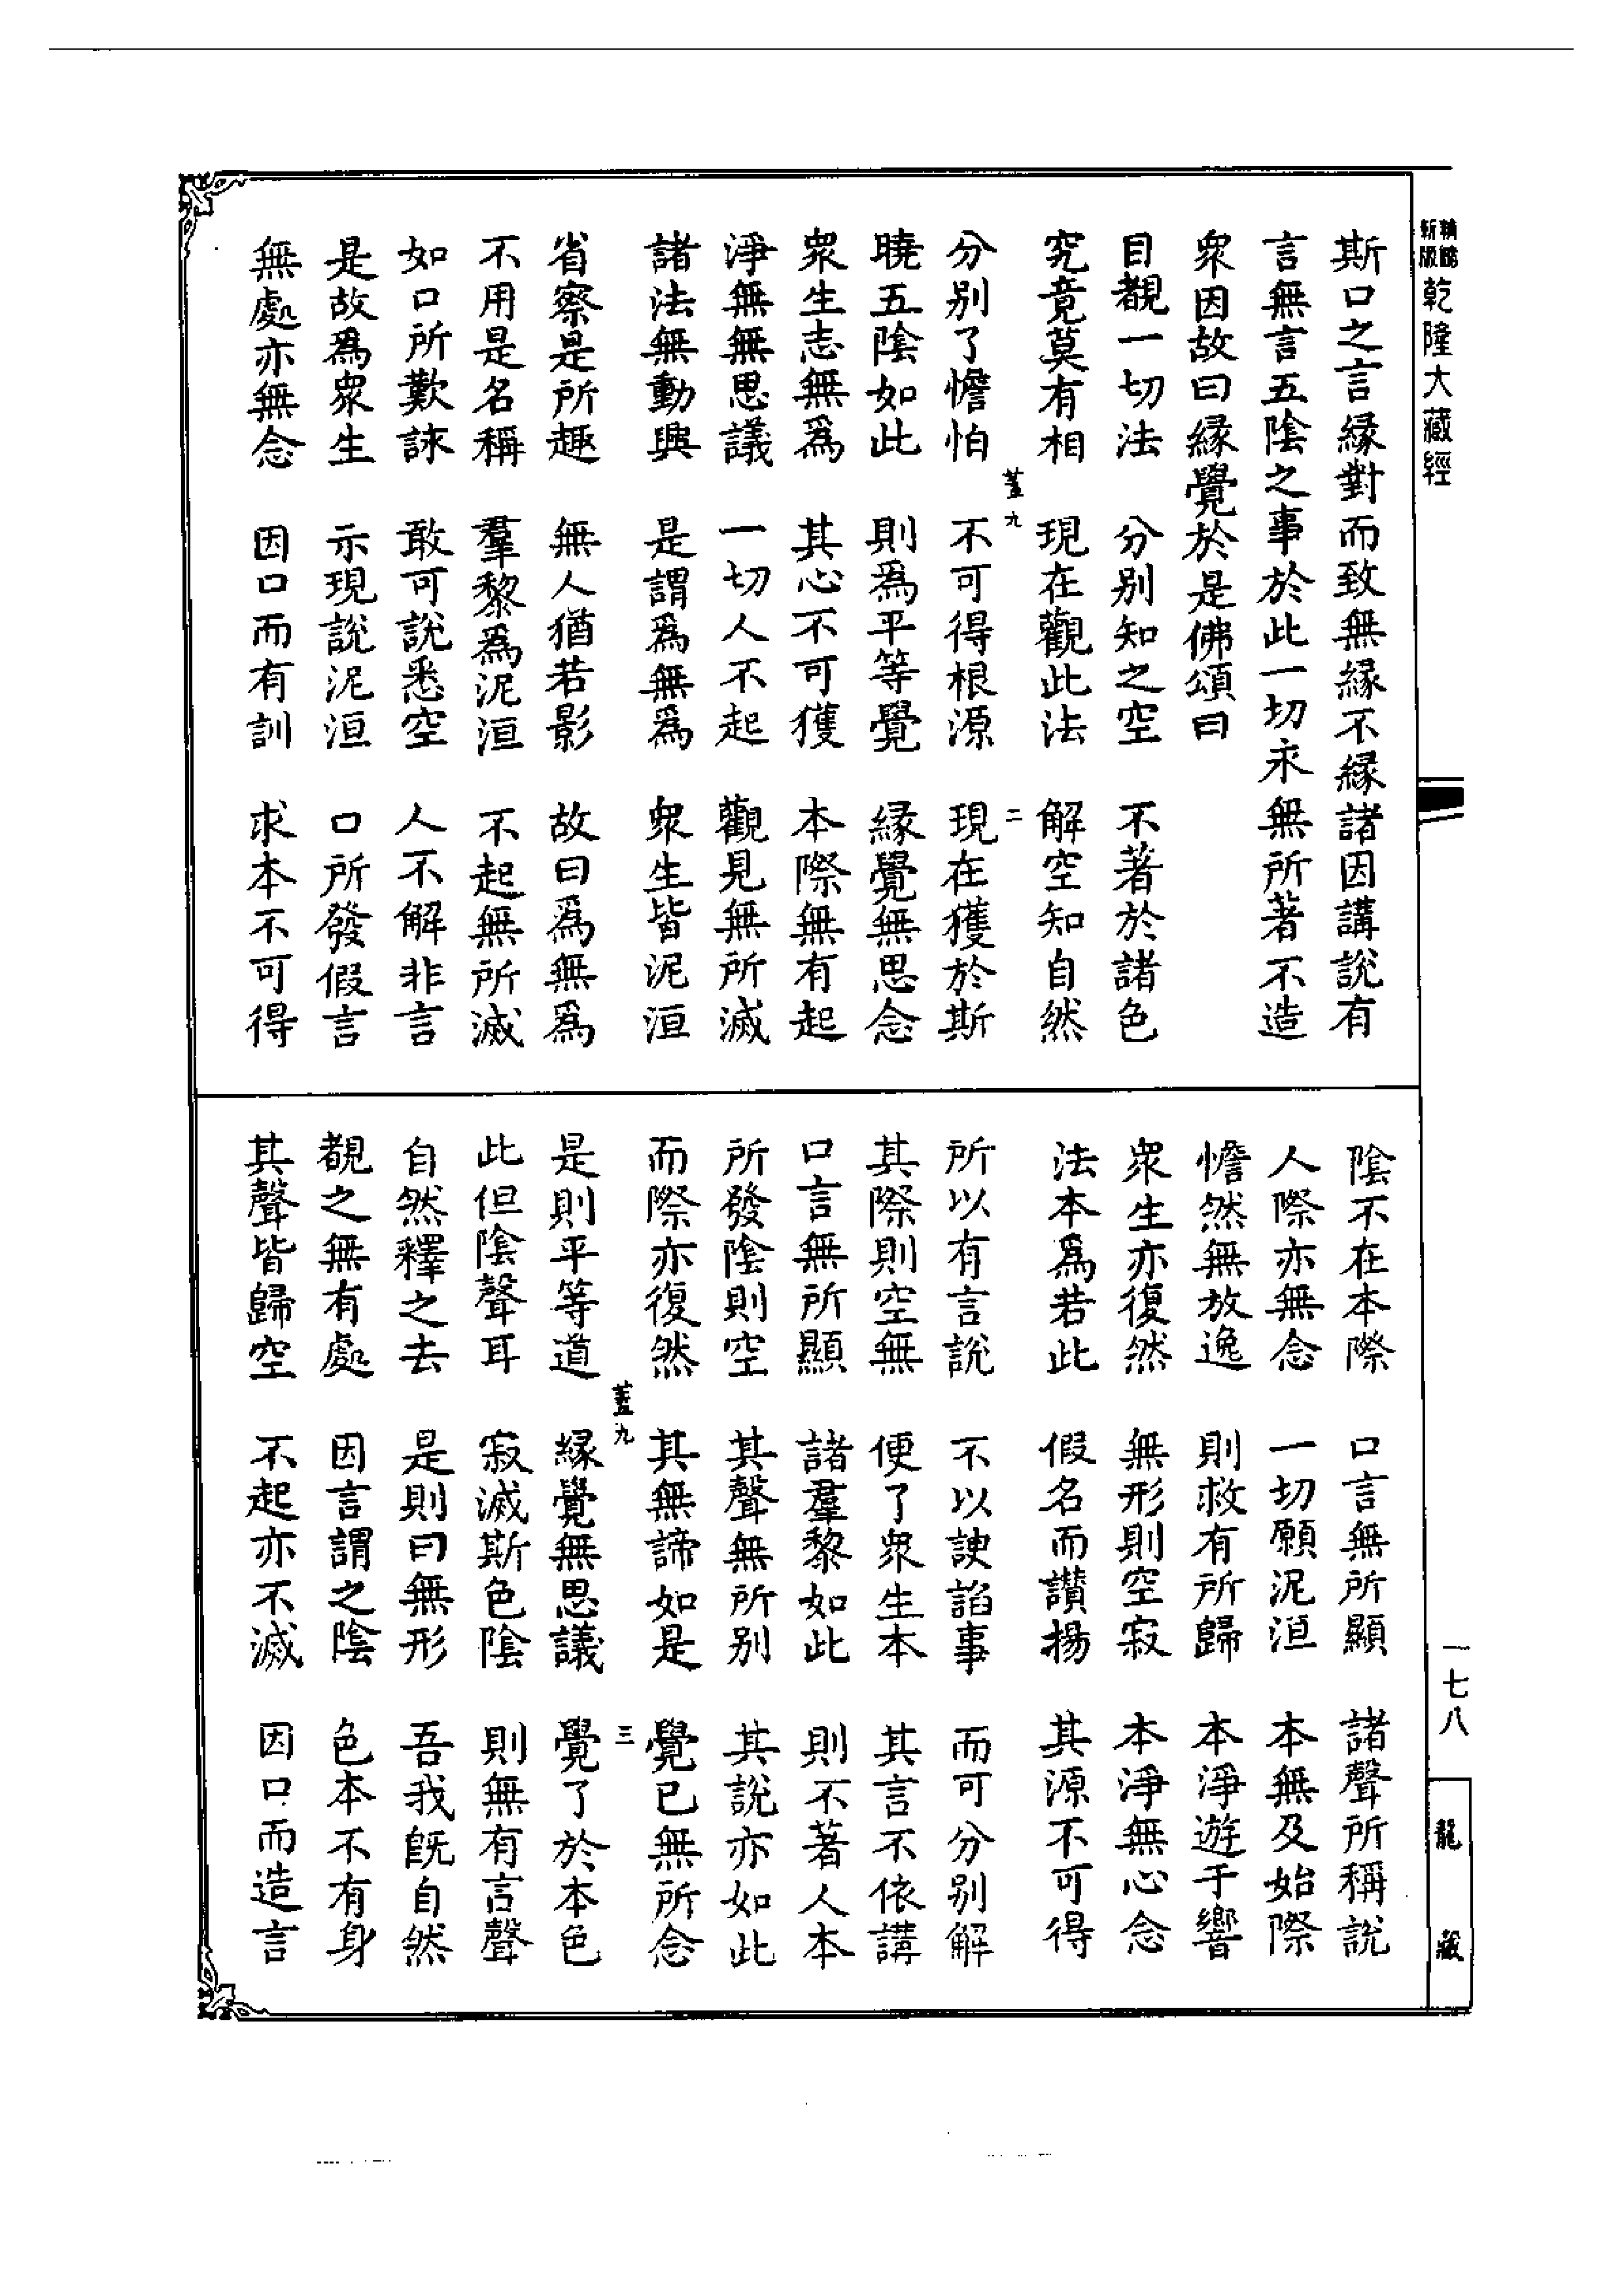 新版
乾隆大藏經
斯口之言緣對而致無緣不緣諸因講說有
言無言五陰之事於此一切永無所著不造
衆因故曰緣覺於是佛頌曰
目覩一切法　分別知之空　不著於諸色
究竟莫有相　現在觀此法　解空知自然
蓋九　二
分別了憺怕　不可得根源　現在獲於斯
曉五陰如此　則爲平等覺　緣覺無思念
衆生志無爲　其心不可獲　本際無有起
淨無無思議　一切人不起　觀見無所滅
諸法無動興　是謂爲無爲　衆生皆泥洹
省察是所趣　無人猶若影　故曰爲無爲
不用是名稱　羣黎爲泥洹　不起無所滅
如口所歎詠　敢可說悉空　人不解非言
是故爲衆生　示現說泥洹　口所發假言
無處亦無念　因口而有訓　求本不可得
陰不在本際　口言無所顯　諸聲所稱說
人際亦無念　一切願泥洹　本無及始際
憺然無放逸　則救有所歸　本淨遊于響
衆生亦復然　無形則空寂　本淨無心念
法本爲若此　假名而讚揚　其源不可得
所以有言說　不以諛諂事　而可分別解
其際則空無　便了衆生本　其言不依講
口言無所顯　諸羣黎如此　則不著人本
所發陰則空　其聲無所別　其說亦如此
而際亦復然　其無諦如是　覺已無所念
蓋九　三
是則平等道　緣覺無思議　覺了於本色
此但陰聲耳　寂滅斯色陰　則無有言聲
自然釋之去　是則曰無形　吾我旣自然
覩之無有處　因言謂之陰　色本不有身
其聲皆歸空　不起亦不滅　因口而造言
一七八
龍藏